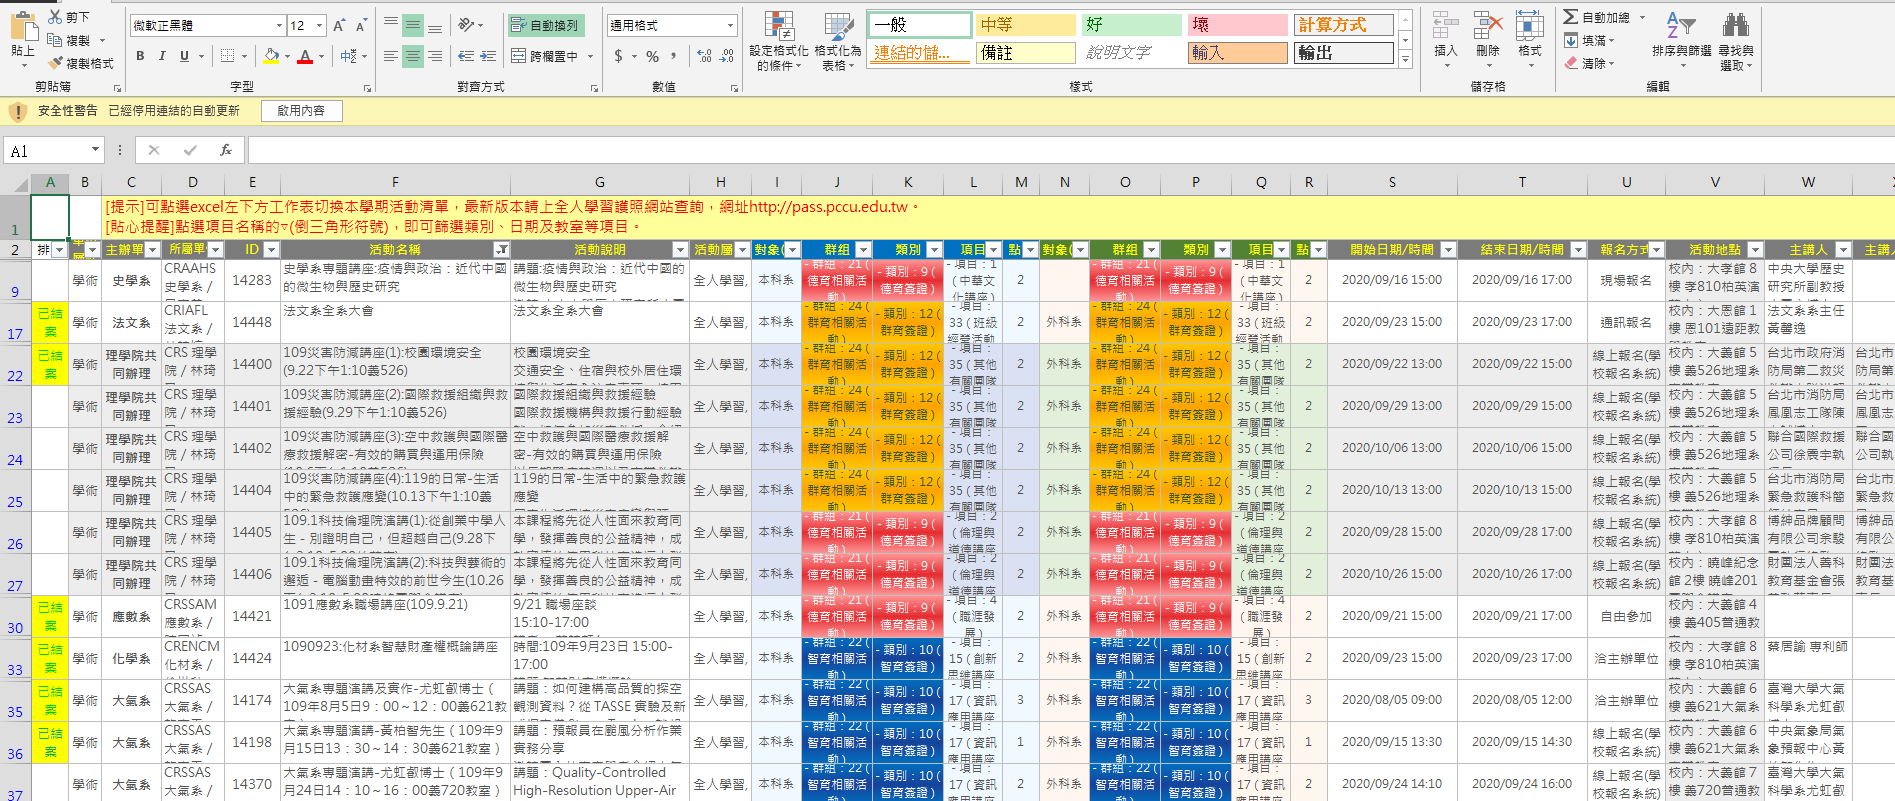 貼上
剪下
複製
複製格式
剪貼簿
微軟正黑體
12
B I U
字型
自動換列
跨欄置中
對齊方式
通用格式
$ % ,
數值
設定格式化的條件
格式化為表格
一般
中等
好
壞
計算方式
連結的儲...
備註
說明文字
輸入
輸出
樣式
插入
刪除
格式
儲存格
自動加總
填滿
清除
排序與篩選
尋找與選取
編輯
安全性警告 已經停用連結的自動更新 啟用內容
A1 fx
A B C D E F G H I J K L M N O P Q R S T U V W
1 [提示]可點選excel左下方工作表切換本學期活動清單，最新版本請上全人學習護照網站查詢，網址http://pass.pccu.edu.tw。
[貼心提醒]點選項目名稱的▿(倒三角形符號)，即可篩選類別、日期及教室等項目。
2 排 主辦單 所屬單 ID 活動名稱 活動說明 活動屬 對象( 群組 類別 項目 點 對象( 群組 類別 項目 點 開始日期/時間 結束日期/時間 報名方式 活動地點 主講人 主講人
9 學術 史學系 CRAAHS 史學系 / 14283 史學系專題講座:疫情與政治：近代中國的微生物與歷史研究 講題:疫情與政治：近代中國的微生物與歷史研究 全人學習, 本科系 - 群組：21 ( 德育相關活動 ) - 類別：9 ( 德育簽證 ) - 項目：1 ( 中華文化講座 2 - 群組：21 ( 德育相關活動 ) - 類別：9 ( 德育簽證 ) - 項目：1 ( 中華文化講座 2 2020/09/16 15:00 2020/09/16 17:00 現場報名 校內：大孝館 8樓 孝810柏英演 中央大學歷史研究所副教授
17 已結案 學術 法文系 CRIAFL 法文系 / 14448 法文系全系大會 法文系全系大會 全人學習, 本科系 - 群組：24 ( 群育相關活動 ) - 類別：12 ( 群育簽證 ) - 項目：33 ( 班級經營活動 2 外科系 - 群組：24 ( 群育相關活動 ) - 類別：12 ( 群育簽證 ) - 項目：33 ( 班級經營活動 2 2020/09/23 15:00 2020/09/23 17:00 通訊報名 校內：大恩館 1樓 恩101遠距教 法文系系主任黃馨逸
22 已結案 學術 理學院共同辦理 CRS 理學院 / 林琦 14400 109災害防減講座(1):校園環境安全(9.22下午1:10義526) 校園環境安全 交通安全、住宿與校外居住環 全人學習, 本科系 - 群組：24 ( 群育相關活動 ) - 類別：12 ( 群育簽證 ) - 項目：35 ( 其他有關團隊 2 外科系 - 群組：24 ( 群育相關活動 ) - 類別：12 ( 群育簽證 ) - 項目：35 ( 其他有關團隊 2 2020/09/22 13:00 2020/09/22 15:00 線上報名(學校報名系統) 校內：大義館 5樓 義526地理系 台北市政府消防局第二救災 台北市防局第
23 學術 理學院共同辦理 CRS 理學院 / 林琦 14401 109災害防減講座(2):國際救援組織與救援經驗(9.29下午1:10義526) 國際救援組織與救援經驗 國際救援機構與救援行動經驗 全人學習, 本科系 - 群組：24 ( 群育相關活動 ) - 類別：12 ( 群育簽證 ) - 項目：35 ( 其他有關團隊 2 外科系 - 群組：24 ( 群育相關活動 ) - 類別：12 ( 群育簽證 ) - 項目：35 ( 其他有關團隊 2 2020/09/29 13:00 2020/09/29 15:00 線上報名(學校報名系統) 校內：大義館 5樓 義526地理系 台北市消防局鳳凰志工隊陳 台北市鳳凰志
24 學術 理學院共同辦理 CRS 理學院 / 林琦 14402 109災害防減講座(3):空中救護與國際醫療救援解密-有效的購買與運用保險 空中救護與國際醫療救援解密-有效的購買與運用保險 全人學習, 本科系 - 群組：24 ( 群育相關活動 ) - 類別：12 ( 群育簽證 ) - 項目：35 ( 其他有關團隊 2 外科系 - 群組：24 ( 群育相關活動 ) - 類別：12 ( 群育簽證 ) - 項目：35 ( 其他有關團隊 2 2020/10/06 13:00 2020/10/06 15:00 線上報名(學校報名系統) 校內：大義館 5樓 義526地理系 聯合國際救援公司徐震宇執 聯合國公司執
25 學術 理學院共同辦理 CRS 理學院 / 林琦 14404 109災害防減講座(4):119的日常-生活中的緊急救護應變(10.13下午1:10義 119的日常-生活中的緊急救護應變 全人學習, 本科系 - 群組：24 ( 群育相關活動 ) - 類別：12 ( 群育簽證 ) - 項目：35 ( 其他有關團隊 2 外科系 - 群組：24 ( 群育相關活動 ) - 類別：12 ( 群育簽證 ) - 項目：35 ( 其他有關團隊 2 2020/10/13 13:00 2020/10/13 15:00 線上報名(學校報名系統) 校內：大義館 5樓 義526地理系 台北市消防局緊急救護科簡 台北市緊急救
26 學術 理學院共同辦理 CRS 理學院 / 林琦 14405 109.1科技倫理院演講(1):從創業中學人生 - 別證明自己，但超越自己(9.28下 本課程將先從人性面來教育同學，發揮善良的公益精神，成 全人學習, 本科系 - 群組：21 ( 德育相關活動 ) - 類別：9 ( 德育簽證 ) - 項目：2 ( 倫理與道德講座 2 外科系 - 群組：21 ( 德育相關活動 ) - 類別：9 ( 德育簽證 ) - 項目：2 ( 倫理與道德講座 2 2020/09/28 15:00 2020/09/28 17:00 線上報名(學校報名系統) 校內：大孝館 8樓 孝810柏英演 博紳品牌顧問有限公司余駿 博紳品有限公
27 學術 理學院共同辦理 CRS 理學院 / 林琦 14406 109.1科技倫理院演講(2):科技與藝術的邂逅 - 電腦動畫特效的前世今生(10.26 本課程將先從人性面來教育同學，發揮善良的公益精神，成 全人學習, 本科系 - 群組：21 ( 德育相關活動 ) - 類別：9 ( 德育簽證 ) - 項目：2 ( 倫理與道德講座 2 外科系 - 群組：21 ( 德育相關活動 ) - 類別：9 ( 德育簽證 ) - 項目：2 ( 倫理與道德講座 2 2020/10/26 15:00 2020/10/26 17:00 線上報名(學校報名系統) 校內：曉峰紀念館 2樓 曉峰201 財團法人善科教育基金會張 財團法教育基
30 已結案 學術 應數系 CRSSAM 應數系 / 14421 1091應數系職場講座(109.9.21) 9/21 職場座談 15:10-17:00 全人學習, 本科系 - 群組：21 ( 德育相關活動 ) - 類別：9 ( 德育簽證 ) - 項目：4 ( 職涯發展 ) 2 外科系 - 群組：21 ( 德育相關活動 ) - 類別：9 ( 德育簽證 ) - 項目：4 ( 職涯發展 ) 2 2020/09/21 15:00 2020/09/21 17:00 自由參加 校內：大義館 4樓 義405普通教
33 已結案 學術 化學系 CRENCM 化材系 / 14424 1090923:化材系智慧財產權概論講座 時間:109年9月23日 15:00-17:00 全人學習, 本科系 - 群組：22 ( 智育相關活動 ) - 類別：10 ( 智育簽證 ) - 項目：15 ( 創新思維講座 2 外科系 - 群組：22 ( 智育相關活動 ) - 類別：10 ( 智育簽證 ) - 項目：15 ( 創新思維講座 2 2020/09/23 15:00 2020/09/23 17:00 洽主辦單位 校內：大孝館 8樓 孝810柏英演 蔡居諭 專利師
35 已結案 學術 大氣系 CRSSAS 大氣系 / 14174 大氣系專題演講及實作-尤虹叡博士（109年8月5日9：00～12：00義621教 講題：如何建構高品質的探空觀測資料？從 TASSE 實驗及新 全人學習, 本科系 - 群組：22 ( 智育相關活動 ) - 類別：10 ( 智育簽證 ) - 項目：17 ( 資訊應用講座 3 外科系 - 群組：22 ( 智育相關活動 ) - 類別：10 ( 智育簽證 ) - 項目：17 ( 資訊應用講座 3 2020/08/05 09:00 2020/08/05 12:00 洽主辦單位 校內：大義館 6樓 義621大氣系 臺灣大學大氣科學系尤虹叡
36 已結案 學術 大氣系 CRSSAS 大氣系 / 14198 大氣系專題演講-黃柏智先生（109年9月15日13：30～14：30義621教室） 講題：預報員在颱風分析作業實務分享 全人學習, 本科系 - 群組：22 ( 智育相關活動 ) - 類別：10 ( 智育簽證 ) - 項目：17 ( 資訊應用講座 1 外科系 - 群組：22 ( 智育相關活動 ) - 類別：10 ( 智育簽證 ) - 項目：17 ( 資訊應用講座 1 2020/09/15 13:30 2020/09/15 14:30 線上報名(學校報名系統) 校內：大義館 6樓 義621大氣系 中央氣象局氣象預報中心黃
37 學術 大氣系 CRSSAS 大氣系 / 14370 大氣系專題演講-尤虹叡博士（109年9月24日14：10～16：00義720教室） 講題：Quality-Controlled High-Resolution Upper-Air 全人學習, 本科系 - 群組：22 ( 智育相關活動 ) - 類別：10 ( 智育簽證 ) - 項目：17 ( 資訊應用講座 2 外科系 - 群組：22 ( 智育相關活動 ) - 類別：10 ( 智育簽證 ) - 項目：17 ( 資訊應用講座 2 2020/09/24 14:10 2020/09/24 16:00 線上報名(學校報名系統) 校內：大義館 7樓 義720普通教 臺灣大學大氣科學系尤虹叡